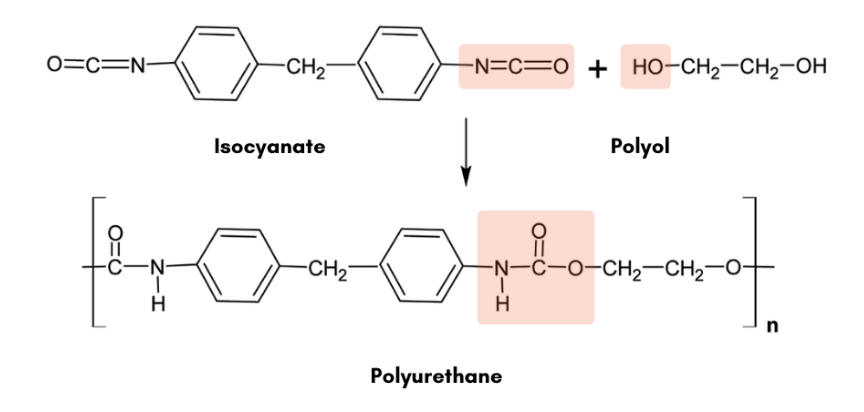 O=C=N CH₂ N=C=O + HO–CH₂–CH₂–OH
Isocyanate Polyol
O O
C–N CH₂ N–C–O–CH₂–CH₂–O
H H
n
Polyurethane